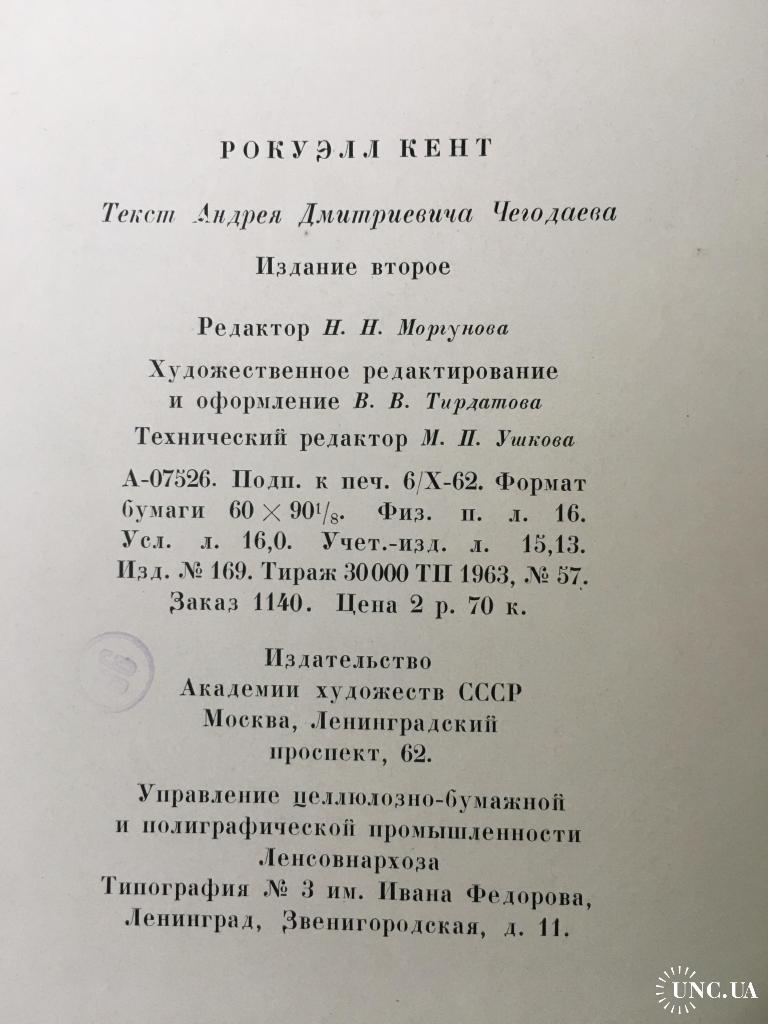 РОКУЭЛЛ КЕНТ
Текст Андрея Дмитриевича Чегодаева
Издание второе
Редактор Н. Н. Моргунова
Художественное редактирование
и оформление В. В. Тирдатова
Технический редактор М. П. Ушкова
А-07526. Подп. к печ. 6/X-62. Формат
бумаги 60 × 90¹/₈. Физ. п. л. 16.
Усл. л. 16,0. Учет.-изд. л. 15,13.
Изд. № 169. Тираж 30000 ТП 1963, № 57.
Заказ 1140. Цена 2 р. 70 к.
Издательство
Академии художеств СССР
Москва, Ленинградский
проспект, 62.
Управление целлюлозно-бумажной
и полиграфической промышленности
Ленсовнархоза
Типография № 3 им. Ивана Федорова,
Ленинград, Звенигородская, д. 11.
UNC.UA